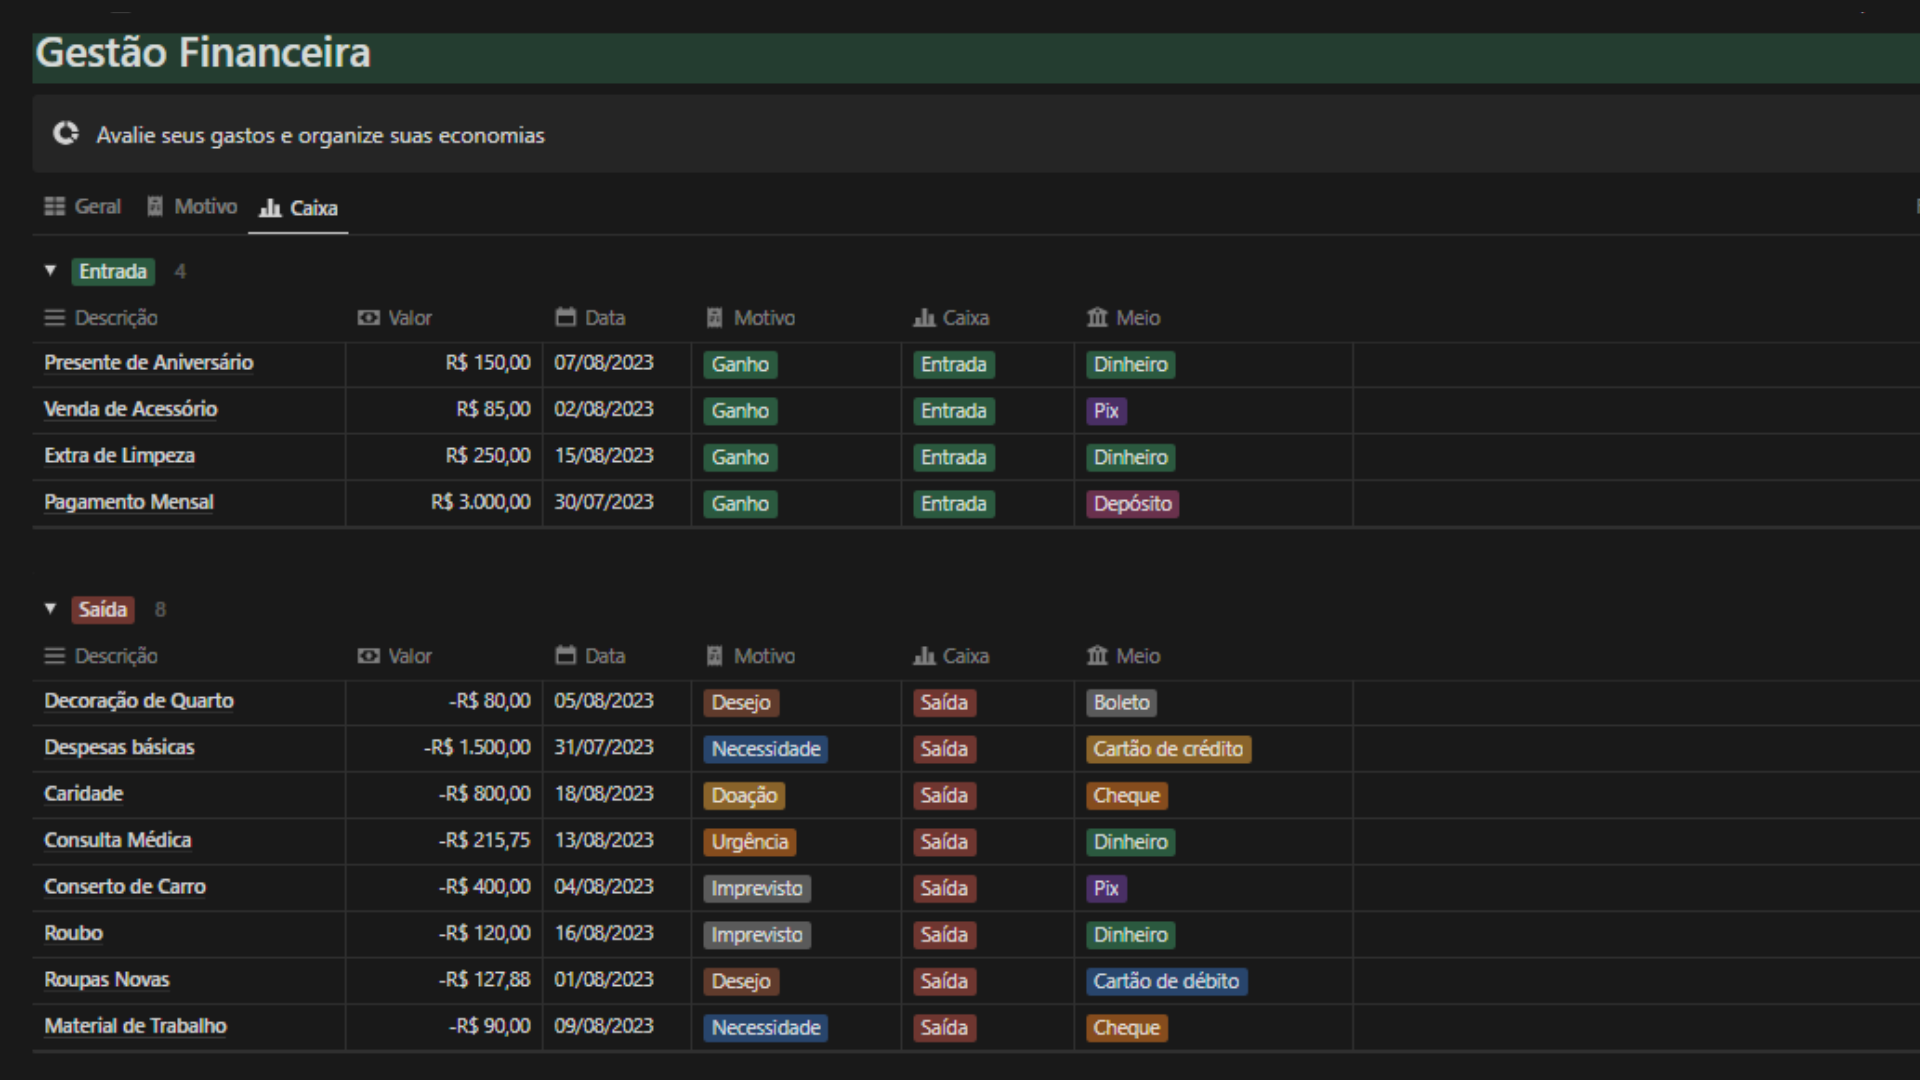 Gestão Financeira
Avalie seus gastos e organize suas economias
Geral Motivo Caixa
Entrada 4
Descrição Valor Data Motivo Caixa Meio
Presente de Aniversário R$ 150,00 07/08/2023 Ganho Entrada Dinheiro
Venda de Acessório R$ 85,00 02/08/2023 Ganho Entrada Pix
Extra de Limpeza R$ 250,00 15/08/2023 Ganho Entrada Dinheiro
Pagamento Mensal R$ 3.000,00 30/07/2023 Ganho Entrada Depósito
Saída 8
Descrição Valor Data Motivo Caixa Meio
Decoração de Quarto -R$ 80,00 05/08/2023 Desejo Saída Boleto
Despesas básicas -R$ 1.500,00 31/07/2023 Necessidade Saída Cartão de crédito
Caridade -R$ 800,00 18/08/2023 Doação Saída Cheque
Consulta Médica -R$ 215,75 13/08/2023 Urgência Saída Dinheiro
Conserto de Carro -R$ 400,00 04/08/2023 Imprevisto Saída Pix
Roubo -R$ 120,00 16/08/2023 Imprevisto Saída Dinheiro
Roupas Novas -R$ 127,88 01/08/2023 Desejo Saída Cartão de débito
Material de Trabalho -R$ 90,00 09/08/2023 Necessidade Saída Cheque